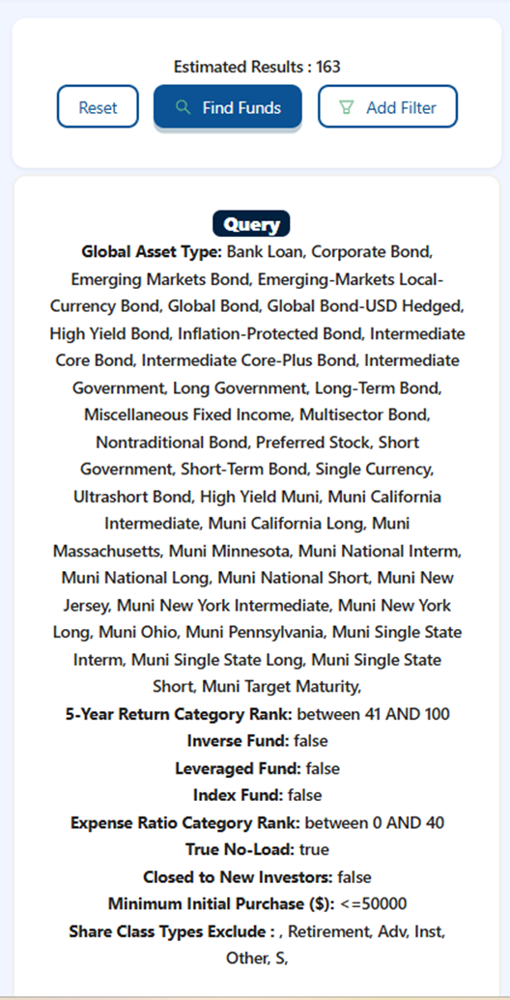 Estimated Results : 163
Reset
Find Funds
Add Filter
Query
Global Asset Type: Bank Loan, Corporate Bond,
Emerging Markets Bond, Emerging-Markets Local-
Currency Bond, Global Bond, Global Bond-USD Hedged,
High Yield Bond, Inflation-Protected Bond, Intermediate
Core Bond, Intermediate Core-Plus Bond, Intermediate
Government, Long Government, Long-Term Bond,
Miscellaneous Fixed Income, Multisector Bond,
Nontraditional Bond, Preferred Stock, Short
Government, Short-Term Bond, Single Currency,
Ultrashort Bond, High Yield Muni, Muni California
Intermediate, Muni California Long, Muni
Massachusetts, Muni Minnesota, Muni National Interm,
Muni National Long, Muni National Short, Muni New
Jersey, Muni New York Intermediate, Muni New York
Long, Muni Ohio, Muni Pennsylvania, Muni Single State
Interm, Muni Single State Long, Muni Single State
Short, Muni Target Maturity,
5-Year Return Category Rank: between 41 AND 100
Inverse Fund: false
Leveraged Fund: false
Index Fund: false
Expense Ratio Category Rank: between 0 AND 40
True No-Load: true
Closed to New Investors: false
Minimum Initial Purchase ($): <=50000
Share Class Types Exclude : , Retirement, Adv, Inst,
Other, S,